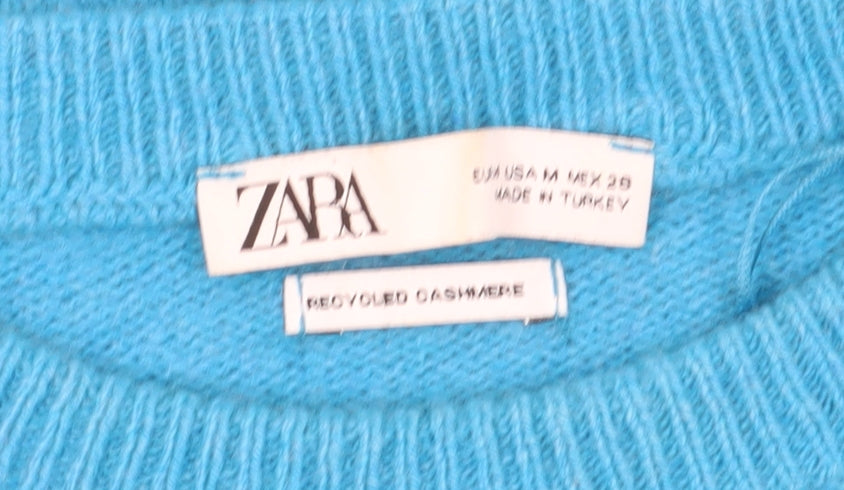 ZARA
EUR M USA M MEX 28
MADE IN TURKEY
RECYCLED CASHMERE